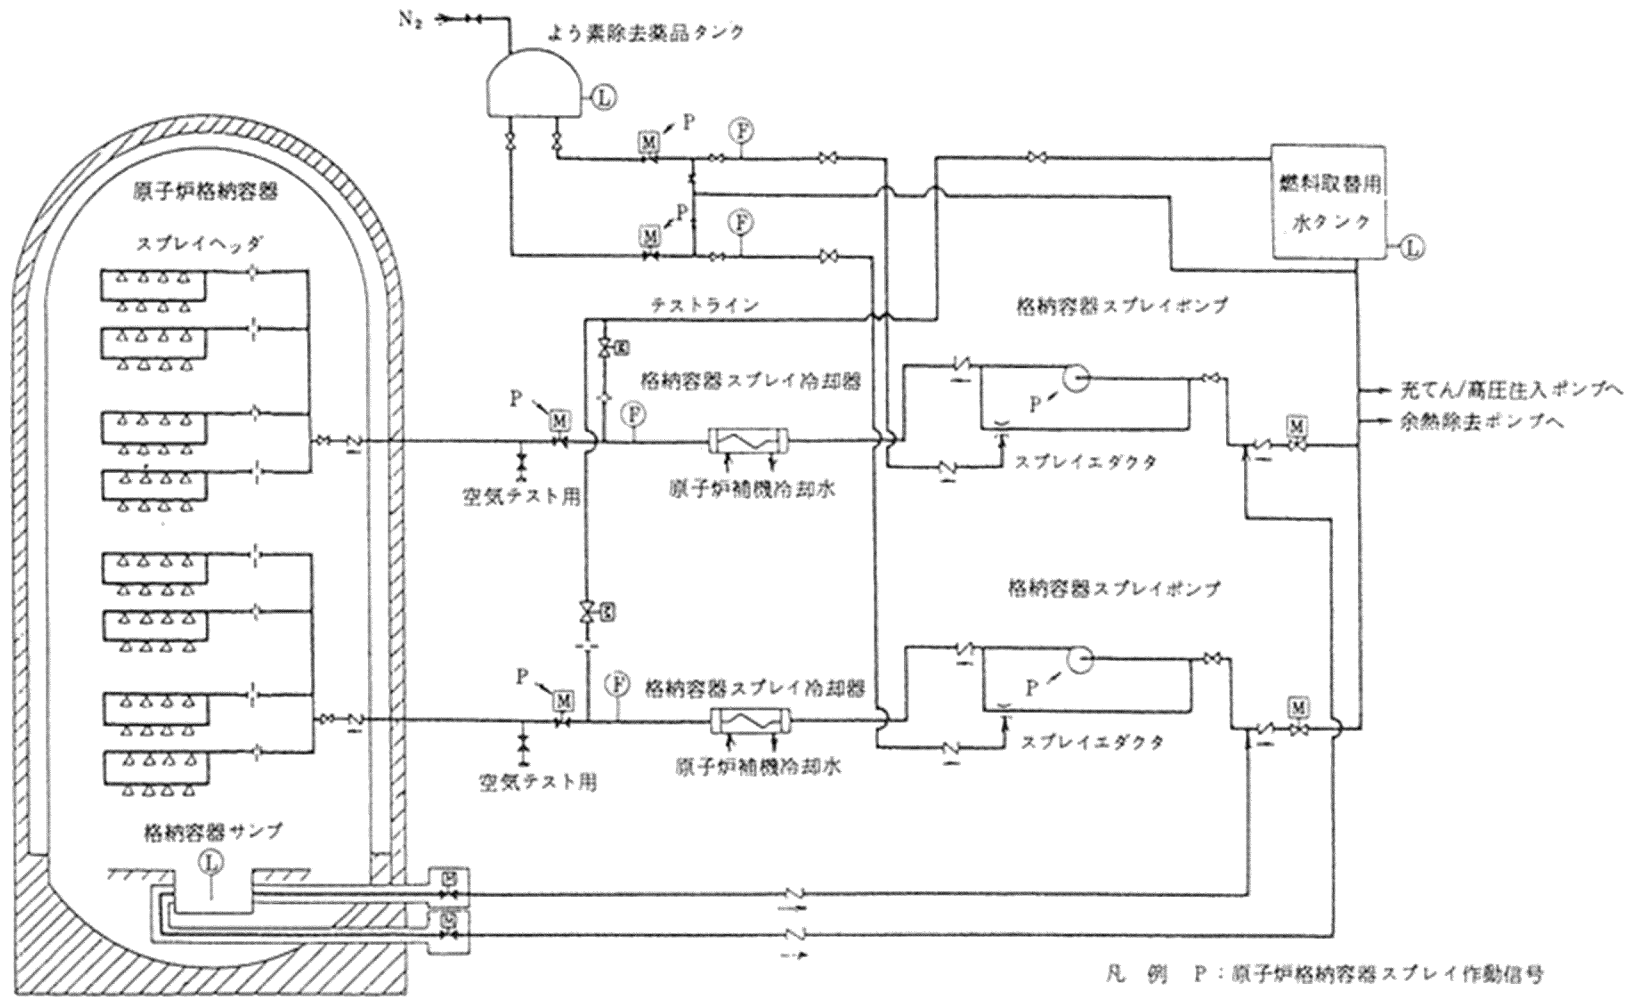 N₂
よう素除去薬品タンク
L
P
M
F
P
M
F
燃料取替用
水タンク
L
原子炉格納容器
スプレイヘッダ
テストライン
格納容器スプレイポンプ
格納容器スプレイ冷却器
P
M
F
P
M
充てん/高圧注入ポンプへ
余熱除去ポンプへ
空気テスト用
原子炉補機冷却水
スプレイエダクタ
格納容器スプレイポンプ
P
M
F
格納容器スプレイ冷却器
P
M
空気テスト用
原子炉補機冷却水
スプレイエダクタ
格納容器サンプ
L
M
M
凡 例 P：原子炉格納容器スプレイ作動信号